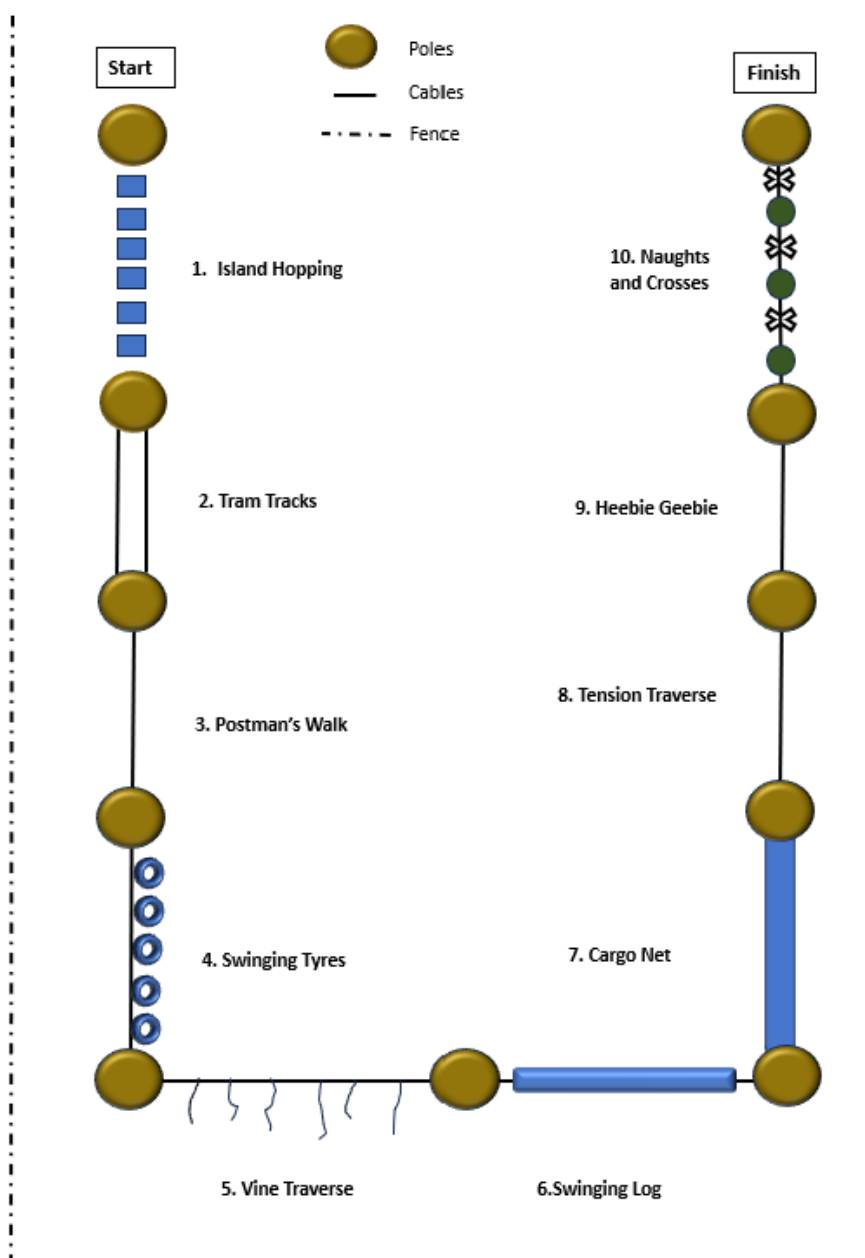 Start
Poles
Cables
Fence
Finish
1. Island Hopping
10. Naughts
and Crosses
2. Tram Tracks
9. Heebie Geebie
3. Postman's Walk
8. Tension Traverse
4. Swinging Tyres
7. Cargo Net
5. Vine Traverse
6.Swinging Log